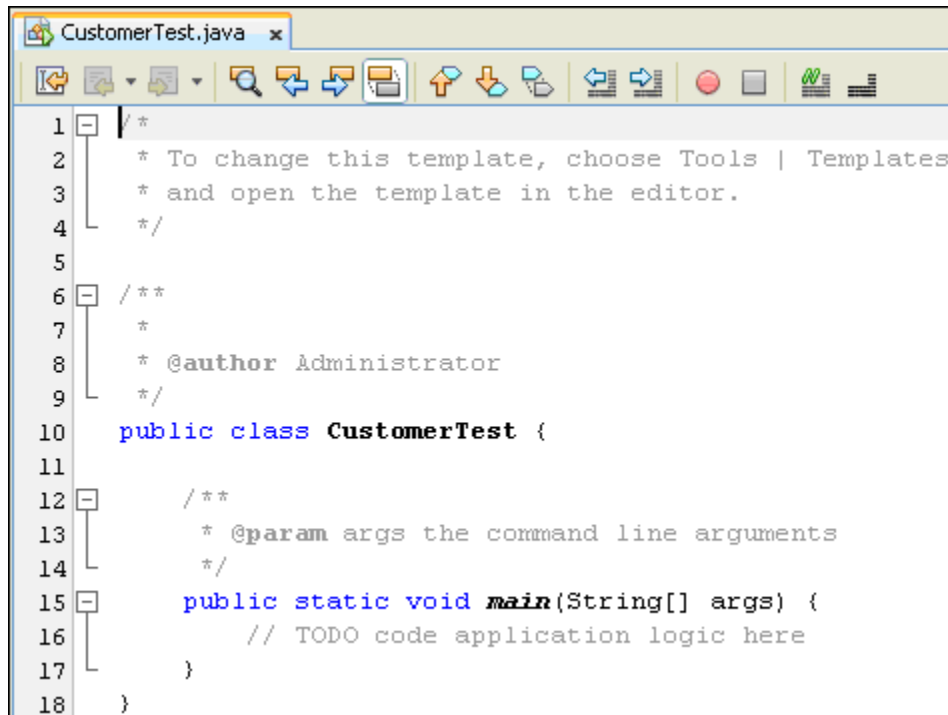 CustomerTest.java x
1 /*
2 * To change this template, choose Tools | Templates
3 * and open the template in the editor.
4 */
5
6 /**
7 *
8 * @author Administrator
9 */
10 public class CustomerTest {
11
12 /**
13 * @param args the command line arguments
14 */
15 public static void main(String[] args) {
16 // TODO code application logic here
17 }
18 }